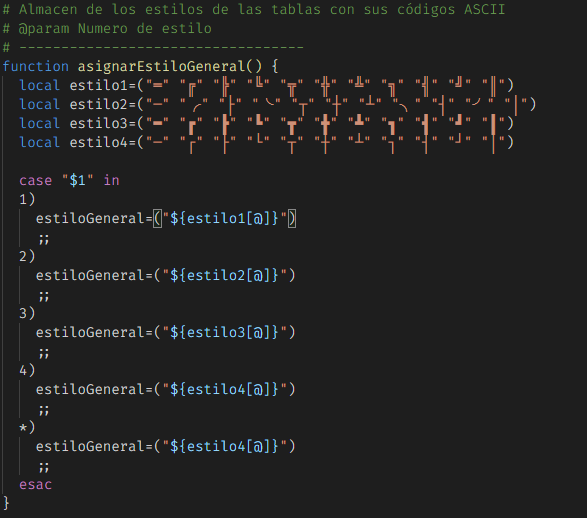 # Almacen de los estilos de las tablas con sus códigos ASCII
# @param Numero de estilo
# ---------------------------------
function asignarEstiloGeneral() {
  local estilo1=("═" "╔" "╠" "╚" "╦" "╬" "╩" "╗" "╣" "╝" "║")
  local estilo2=("─" "╭" "├" "╰" "┬" "┼" "┴" "╮" "┤" "╯" "│")
  local estilo3=("━" "┏" "┣" "┗" "┳" "╋" "┻" "┓" "┫" "┛" "┃")
  local estilo4=("─" "┌" "├" "└" "┬" "┼" "┴" "┐" "┤" "┘" "│")
  case "$1" in
  1)
    estiloGeneral=("${estilo1[@]}")
    ;;
  2)
    estiloGeneral=("${estilo2[@]}")
    ;;
  3)
    estiloGeneral=("${estilo3[@]}")
    ;;
  4)
    estiloGeneral=("${estilo4[@]}")
    ;;
  *)
    estiloGeneral=("${estilo4[@]}")
    ;;
  esac
}